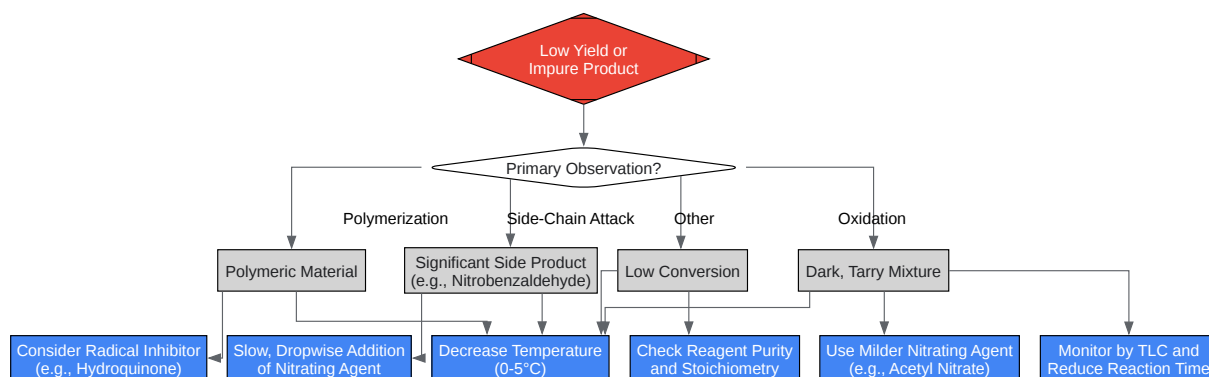 Low Yield or
Impure Product
Primary Observation?
Polymerization
Side-Chain Attack
Other
Oxidation
Polymeric Material
Significant Side Product
(e.g., Nitrobenzaldehyde)
Low Conversion
Dark, Tarry Mixture
Consider Radical Inhibitor
(e.g., Hydroquinone)
Slow, Dropwise Addition
of Nitrating Agent
Decrease Temperature
(0-5°C)
Check Reagent Purity
and Stoichiometry
Use Milder Nitrating Agent
(e.g., Acetyl Nitrate)
Monitor by TLC and
Reduce Reaction Time